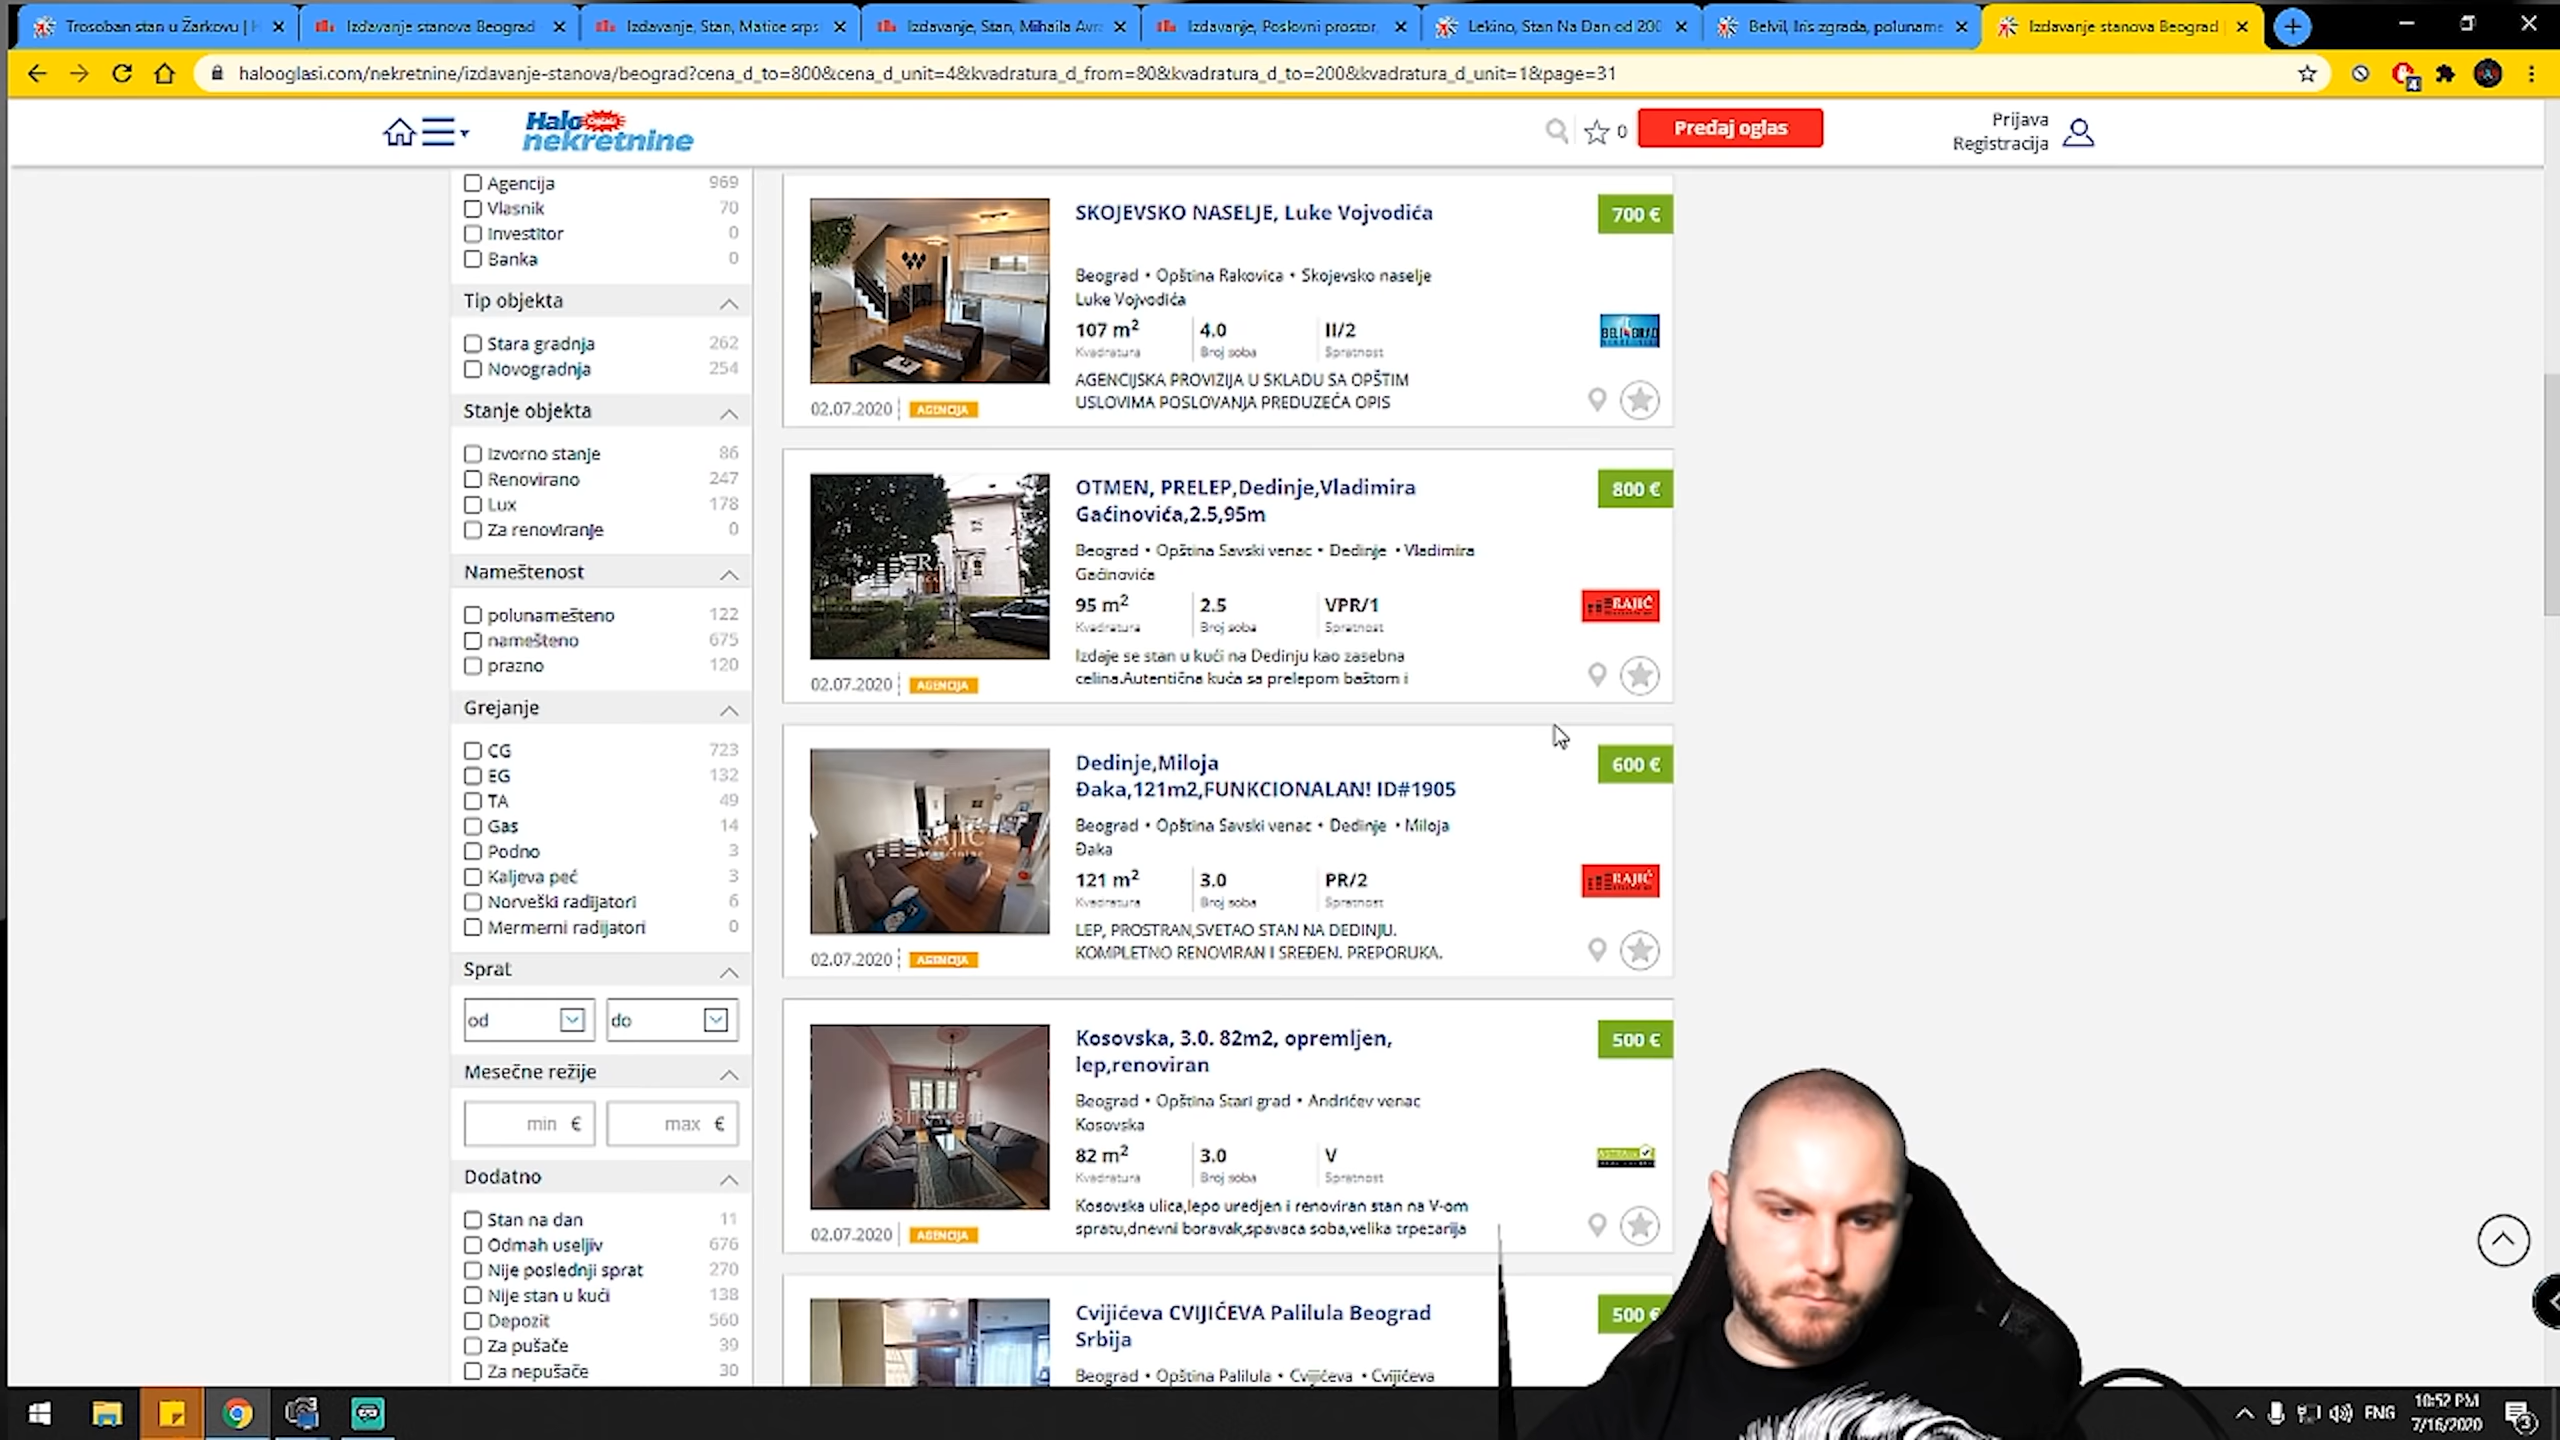 Trosoban stan u Žarkovu | H
Izdavanje stanova Beograd
Izdavanje, Stan, Matice srps
Izdavanje, Stan, Mihaila Avra
Izdavanje, Poslovni prostor,
Lekino, Stan Na Dan od 200
Belvil, Iris zgrada, polunamе
Izdavanje stanova Beograd |
halooglasi.com/nekretnine/izdavanje-stanova/beograd?cena_d_to=800&cena_d_unit=4&kvadratura_d_from=80&kvadratura_d_to=200&kvadratura_d_unit=1&page=31
4
Halo OGLASI
nekretnine
0
Predaj oglas
Prijava
Registracija
Agencija 969
Vlasnik 70
Investitor 0
Banka 0
Tip objekta
Stara gradnja 262
Novogradnja 254
Stanje objekta
Izvorno stanje 86
Renovirano 247
Lux 178
Za renoviranje 0
Nameštenost
polunamešteno 122
namešteno 675
prazno 120
Grejanje
CG 723
EG 132
TA 49
Gas 14
Podno 3
Kaljeva peć 3
Norveški radijatori 6
Mermerni radijatori 0
Sprat
od do
Mesečne režije
min € max €
Dodatno
Stan na dan 11
Odmah useljiv 676
Nije poslednji sprat 270
Nije stan u kući 138
Depozit 560
Za pušače 39
Za nepušače 30
SKOJEVSKO NASELJE, Luke Vojvodića
700 €
Beograd • Opština Rakovica • Skojevsko naselje
Luke Vojvodića
107 m² 4.0 II/2
Kvadratura Broj soba Spratnost
AGENCIJSKA PROVIZIJA U SKLADU SA OPŠTIM
USLOVIMA POSLOVANJA PREDUZEĆA OPIS
02.07.2020 AGENCIJA
OTMEN, PRELEP,Dedinje,Vladimira
Gaćinovića,2.5,95m
800 €
Beograd • Opština Savski venac • Dedinje • Vladimira
Gaćinovića
95 m² 2.5 VPR/1
Kvadratura Broj soba Spratnost
RAJIĆ
Izdaje se stan u kući na Dedinju kao zasebna
celina.Autentična kuća sa prelepom baštom i
02.07.2020 AGENCIJA
Dedinje,Miloja
Đaka,121m2,FUNKCIONALAN! ID#1905
600 €
Beograd • Opština Savski venac • Dedinje • Miloja
Đaka
121 m² 3.0 PR/2
Kvadratura Broj soba Spratnost
RAJIĆ
LEP, PROSTRAN,SVETAO STAN NA DEDINJU.
KOMPLETNO RENOVIRAN I SREĐEN. PREPORUKA.
02.07.2020 AGENCIJA
Kosovska, 3.0. 82m2, opremljen,
lep,renoviran
500 €
Beograd • Opština Stari grad • Andrićev venac
Kosovska
82 m² 3.0 V
Kvadratura Broj soba Spratnost
Kosovska ulica,lepo uredjen i renoviran stan na V-om
spratu,dnevni boravak,spavaca soba,velika trpezarija
02.07.2020 AGENCIJA
Cvijićeva CVIJIĆEVA Palilula Beograd
Srbija
500 €
Beograd • Opština Palilula • Cvijićeva • Cvijićeva
ENG
10:52 PM
7/16/2020
3